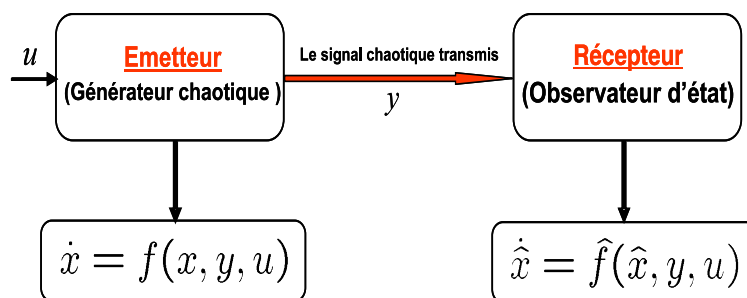 u
Emetteur
(Générateur chaotique )
Le signal chaotique transmis
y
Récepteur
(Observateur d'état)
ẋ = f(x, y, u)
x̂̇ = f̂(x̂, y, u)